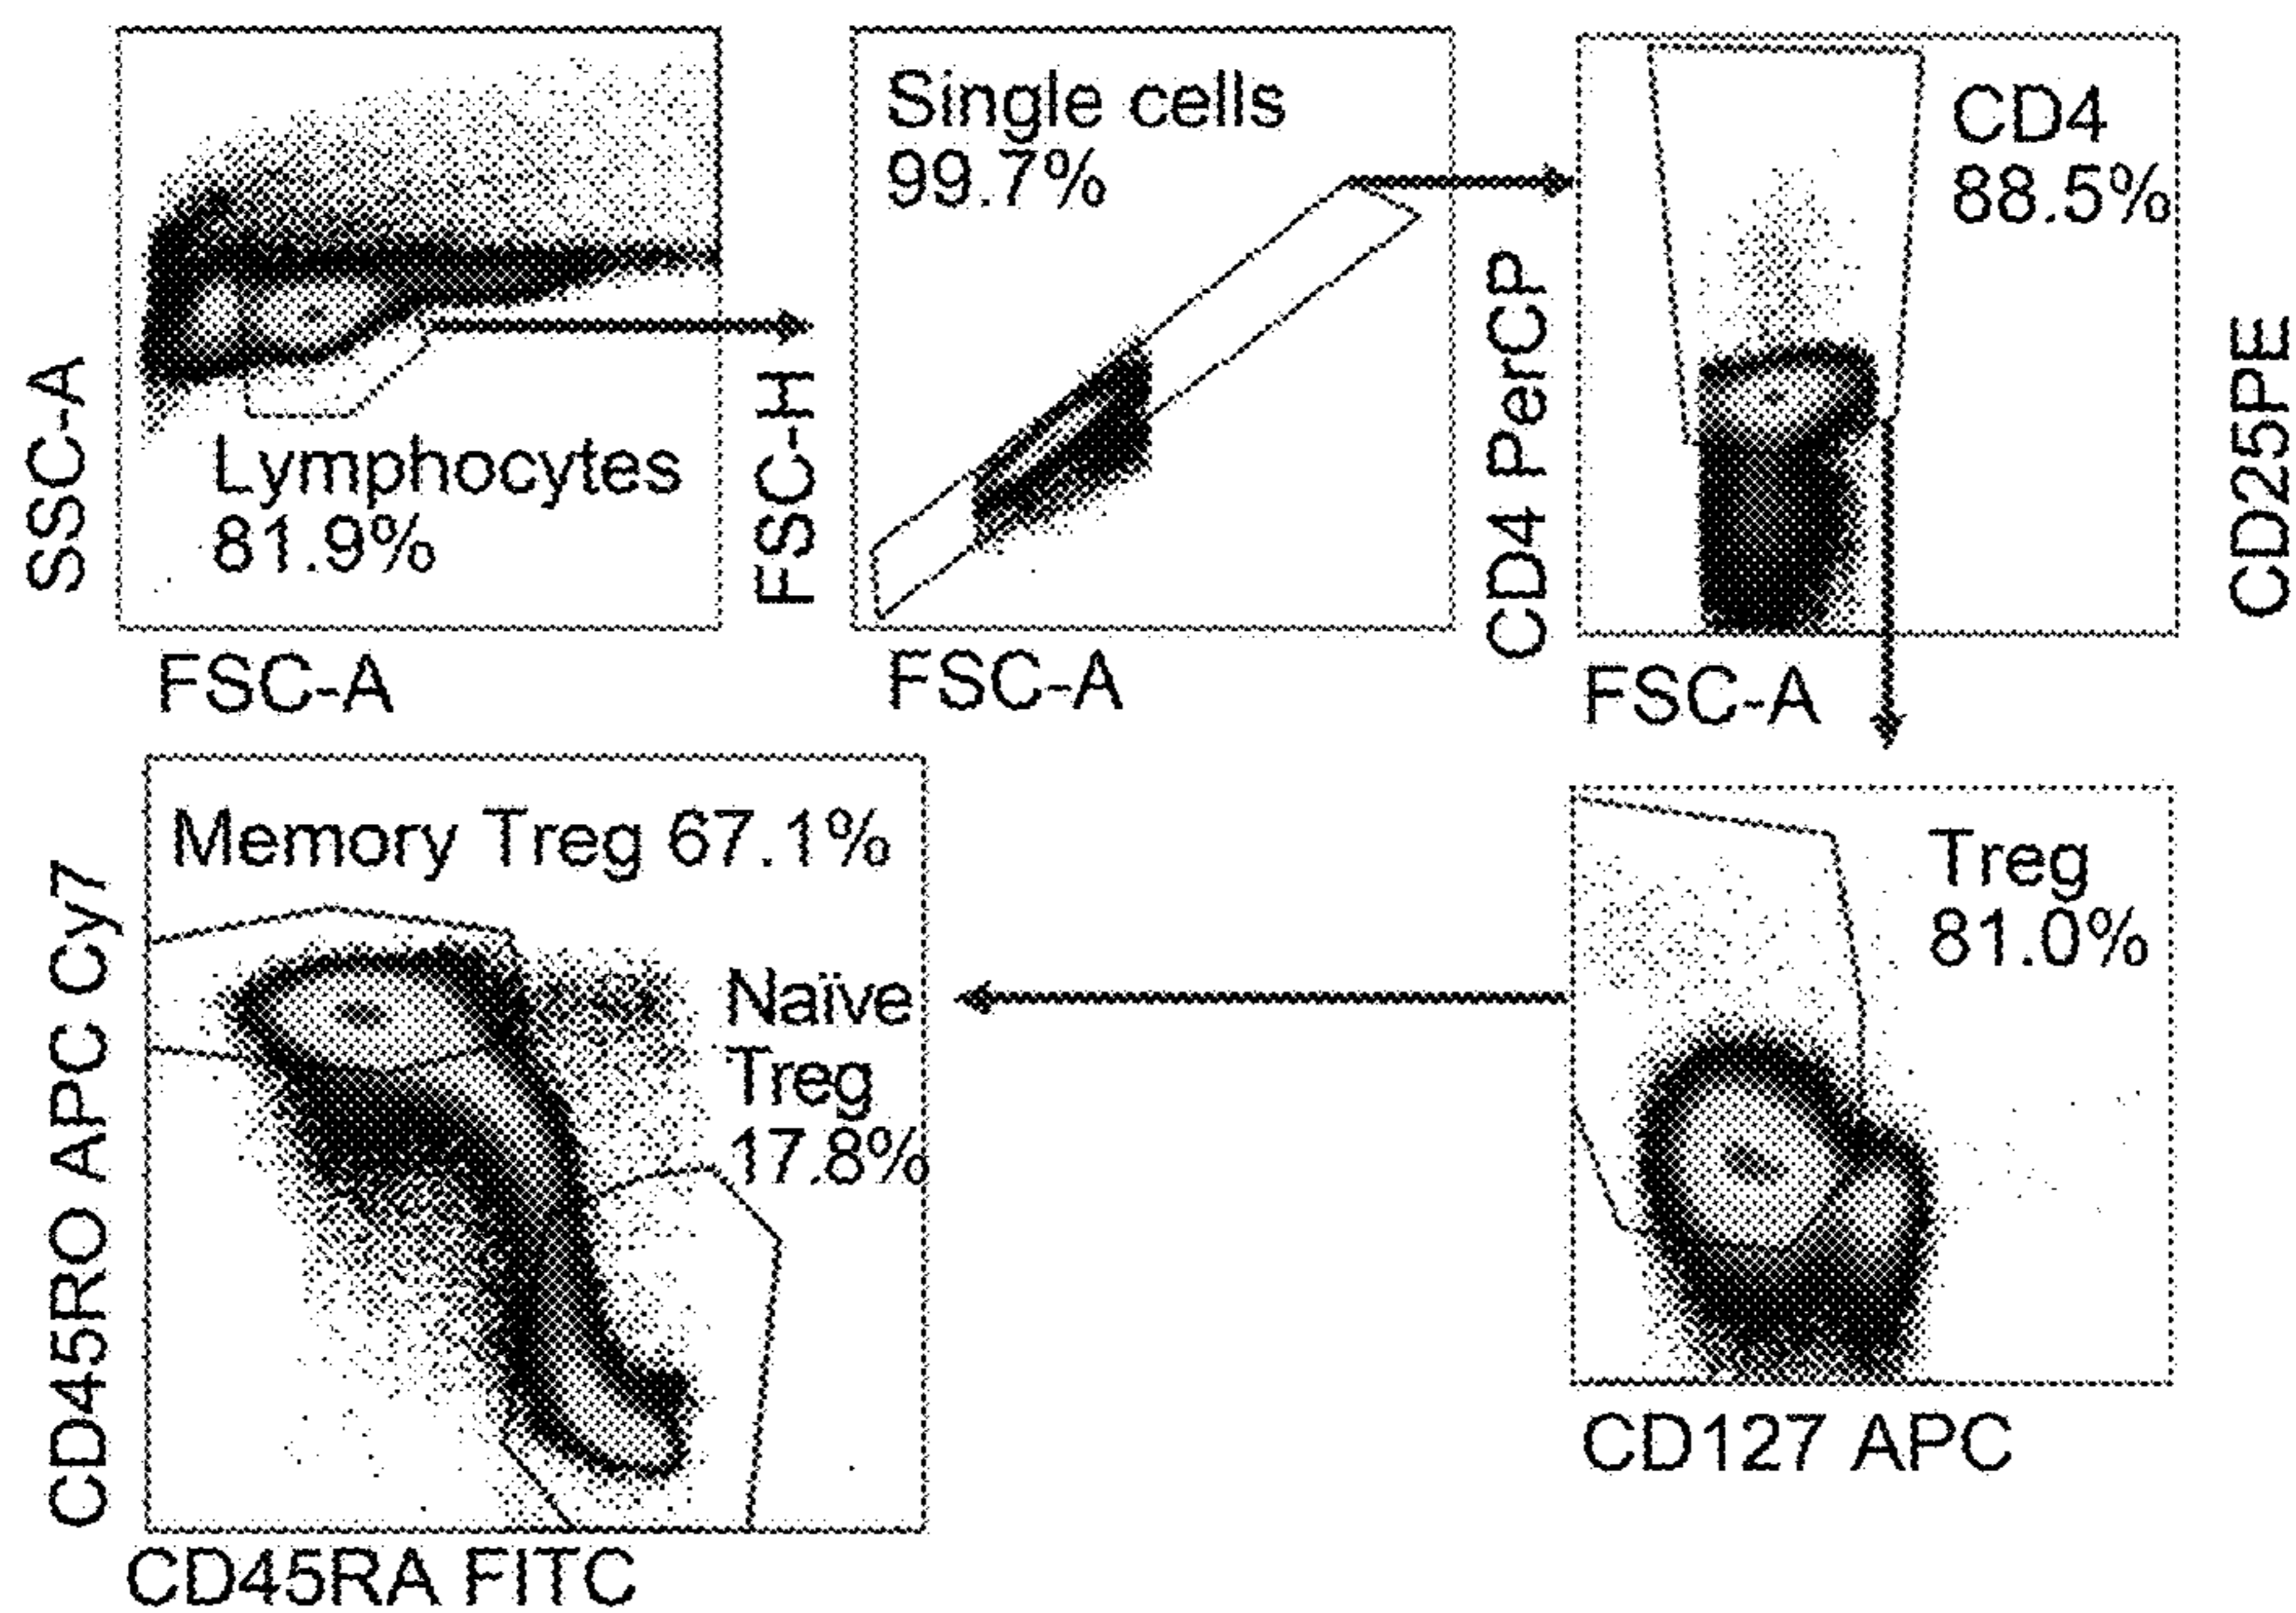 SSC-A
Lymphocytes
81.9%
FSC-A
FSC-H
Single cells
99.7%
FSC-A
CD4 PerCP
CD4
88.5%
FSC-A
CD25PE
Treg
81.0%
CD127 APC
CD45RO APC Cy7
Memory Treg 67.1%
Naïve
Treg
17.8%
CD45RA FITC